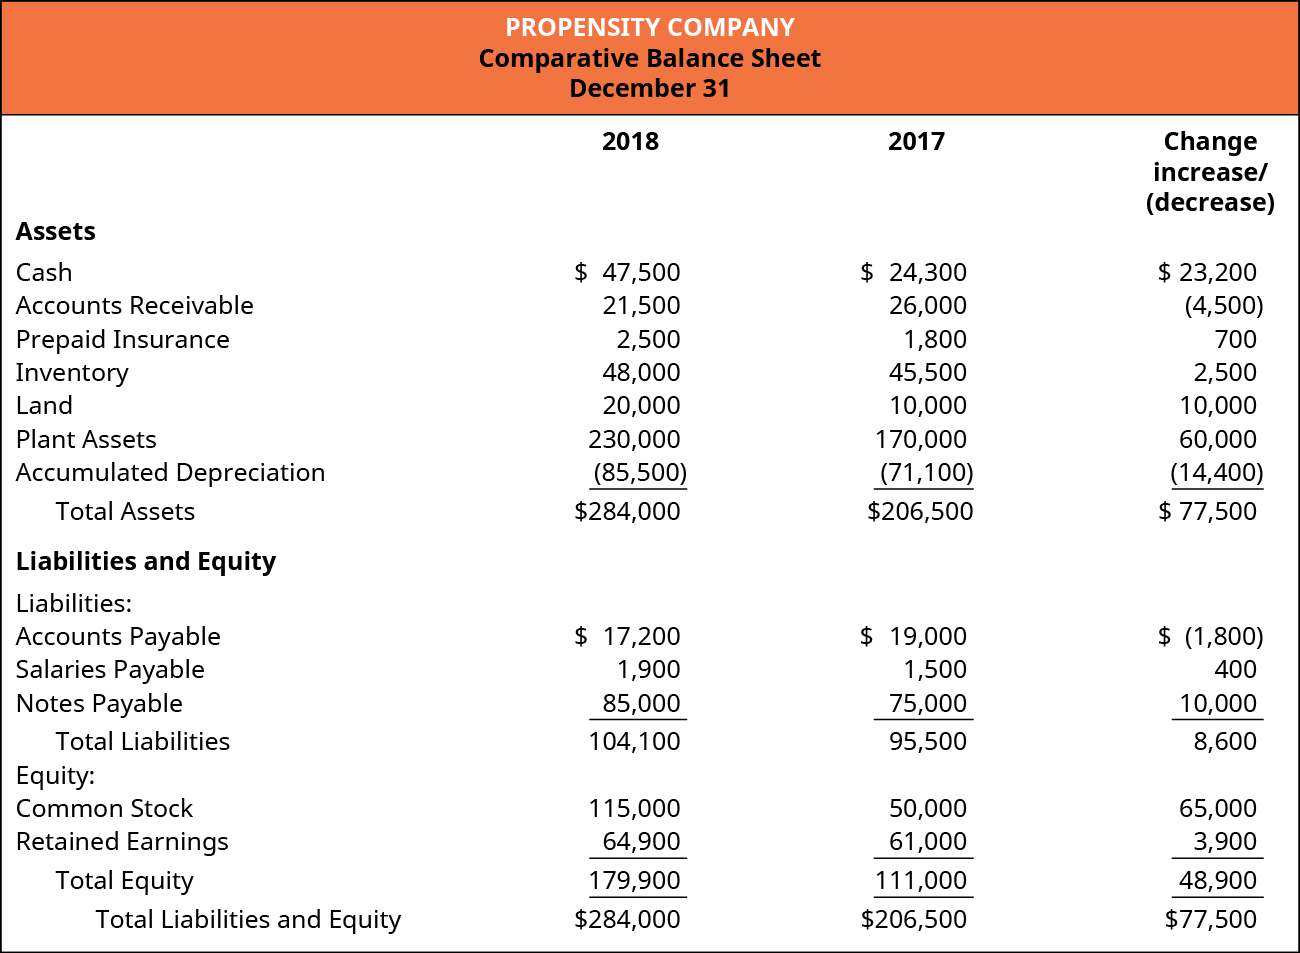 PROPENSITY COMPANY
Comparative Balance Sheet
December 31
2018 2017 Change
increase/
(decrease)
Assets
Cash $ 47,500 $ 24,300 $ 23,200
Accounts Receivable 21,500 26,000 (4,500)
Prepaid Insurance 2,500 1,800 700
Inventory 48,000 45,500 2,500
Land 20,000 10,000 10,000
Plant Assets 230,000 170,000 60,000
Accumulated Depreciation (85,500) (71,100) (14,400)
Total Assets $284,000 $206,500 $ 77,500
Liabilities and Equity
Liabilities:
Accounts Payable $ 17,200 $ 19,000 $ (1,800)
Salaries Payable 1,900 1,500 400
Notes Payable 85,000 75,000 10,000
Total Liabilities 104,100 95,500 8,600
Equity:
Common Stock 115,000 50,000 65,000
Retained Earnings 64,900 61,000 3,900
Total Equity 179,900 111,000 48,900
Total Liabilities and Equity $284,000 $206,500 $77,500